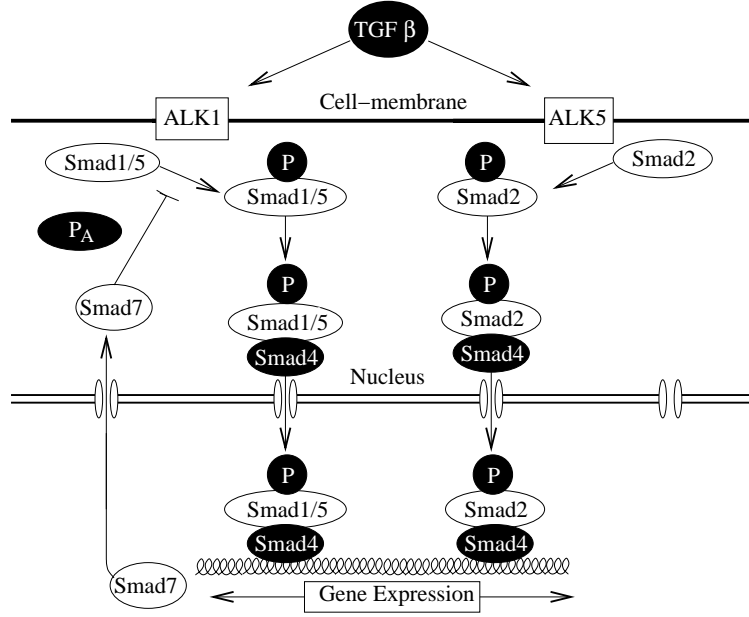 TGF β
Cell-membrane
ALK1
ALK5
Smad1/5
P
P
Smad2
Smad1/5
Smad2
P_A
P
P
Smad7
Smad1/5
Smad2
Smad4
Smad4
Nucleus
P
P
Smad1/5
Smad2
Smad4
Smad4
Smad7
Gene Expression